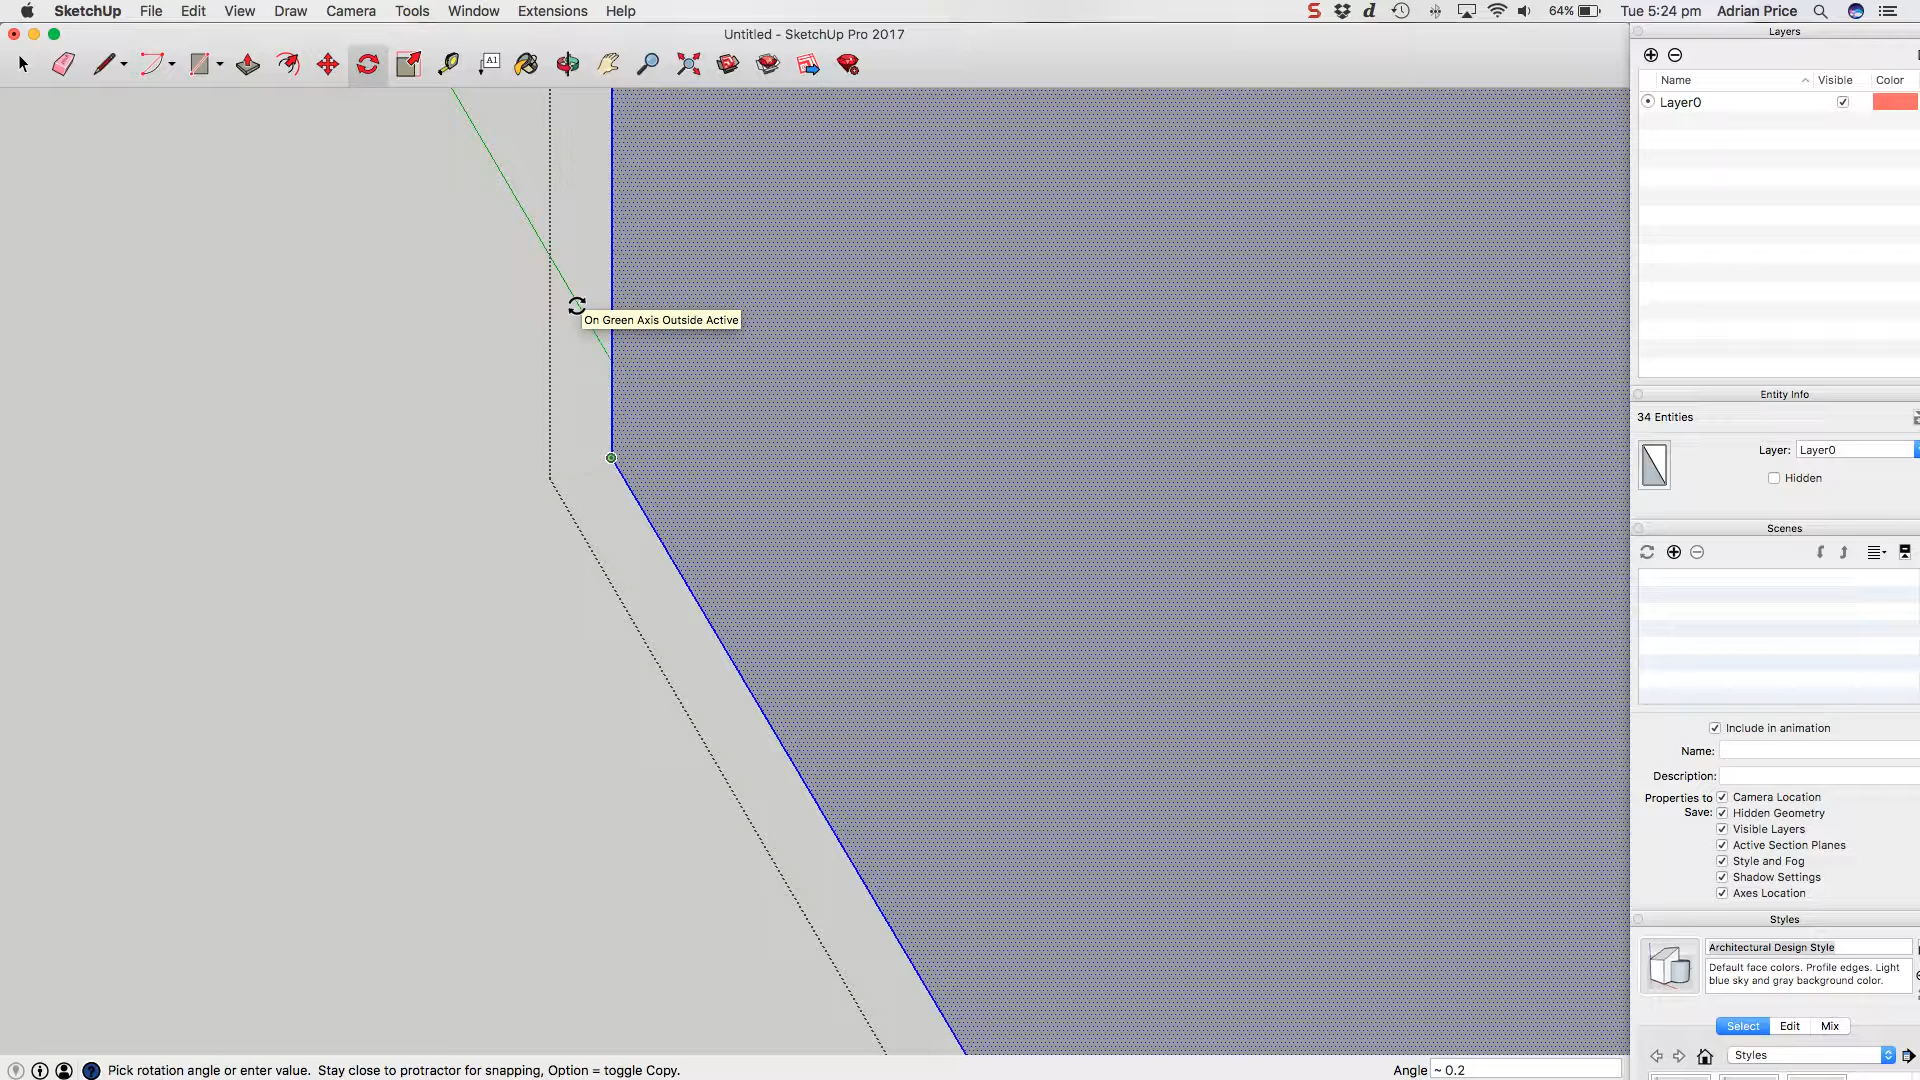 SketchUp File Edit View Draw Camera Tools Window Extensions Help 64% Tue 5:24 pm Adrian Price
Untitled - SketchUp Pro 2017
A1
On Green Axis Outside Active
Layers
Name Visible Color
Layer0
Entity Info
34 Entities
Layer: Layer0
Hidden
Scenes
Include in animation
Name:
Description:
Properties to Save:
Camera Location
Hidden Geometry
Visible Layers
Active Section Planes
Style and Fog
Shadow Settings
Axes Location
Styles
Architectural Design Style
Default face colors. Profile edges. Light
blue sky and gray background color.
Select Edit Mix
Styles
Pick rotation angle or enter value. Stay close to protractor for snapping, Option = toggle Copy.
Angle ~ 0.2